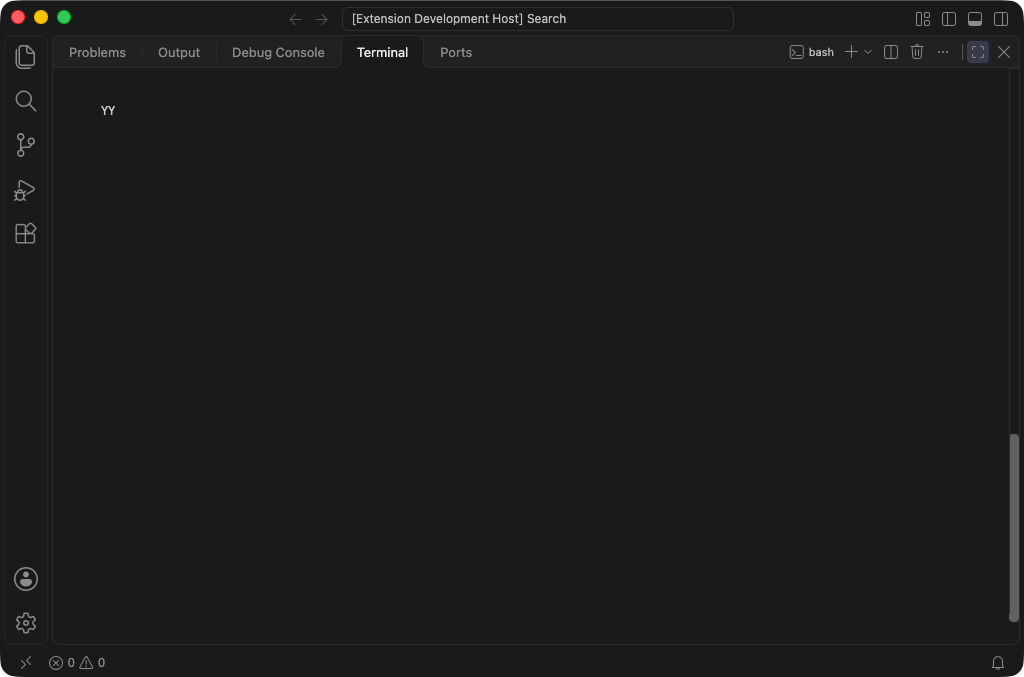 [Extension Development Host] Search
Problems Output Debug Console Terminal Ports bash
YY
0 0